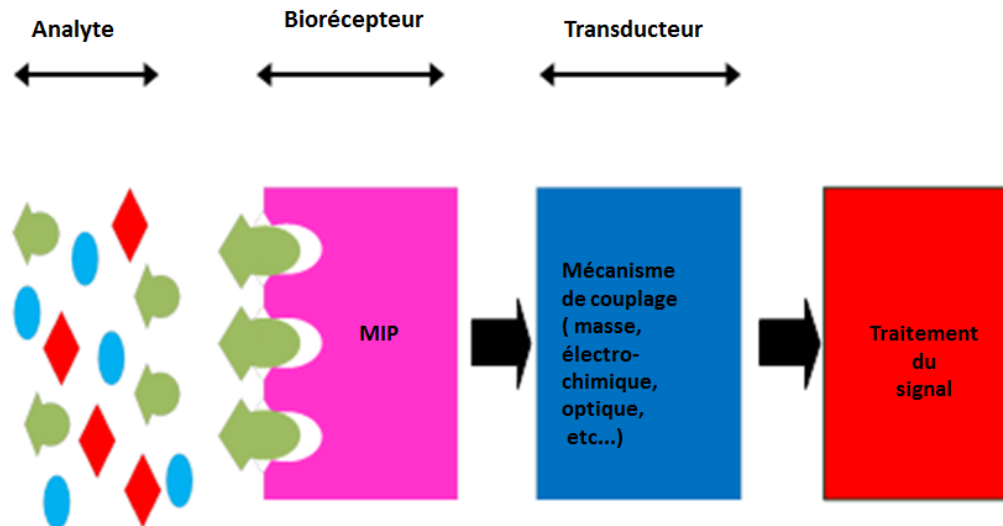 Analyte
Biorécepteur
Transducteur
MIP
Mécanisme
de couplage
( masse,
électro-
chimique,
optique,
etc...)
Traitement
du
signal